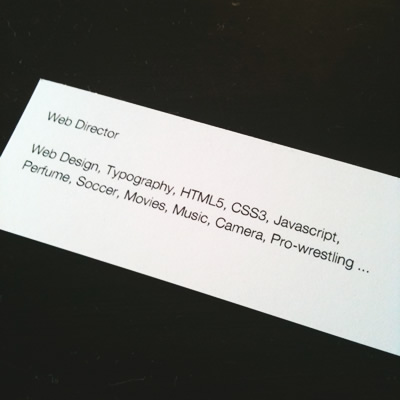 Web Director
Web Design, Typography, HTML5, CSS3, Javascript,
Perfume, Soccer, Movies, Music, Camera, Pro-wrestling ...